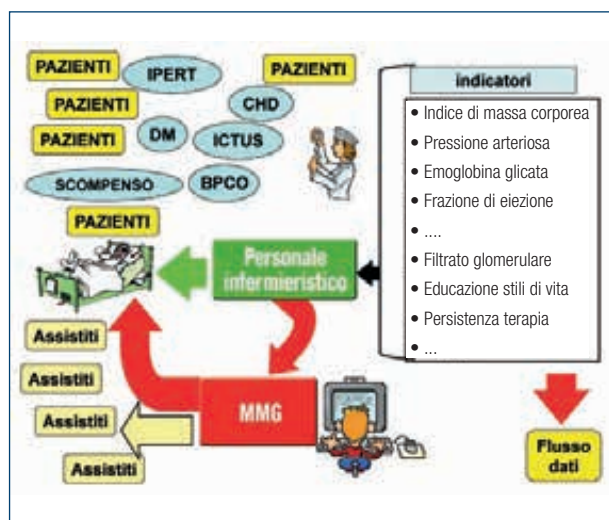 PAZIENTI
IPERT
PAZIENTI
PAZIENTI
CHD
PAZIENTI
DM
ICTUS
SCOMPENSO
BPCO
PAZIENTI
indicatori
• Indice di massa corporea
• Pressione arteriosa
• Emoglobina glicata
• Frazione di eiezione
• ....
• Filtrato glomerulare
• Educazione stili di vita
• Persistenza terapia
• ...
Personale
infermieristico
Assistiti
Assistiti
Assistiti
Assistiti
MMG
Flusso
dati